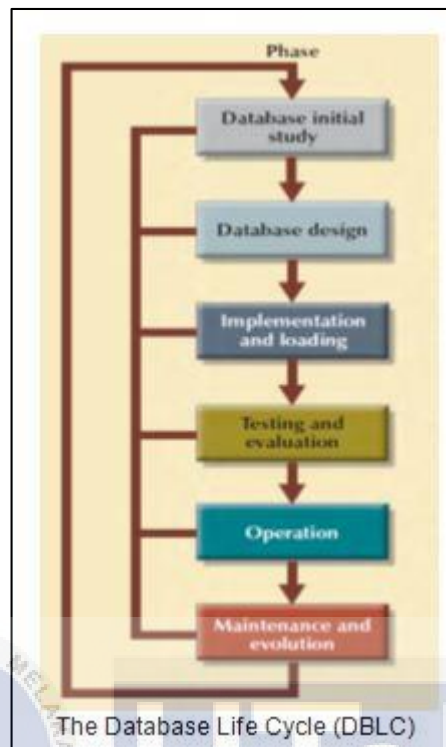 Phase
Database initial
study
Database design
Implementation
and loading
Testing and
evaluation
Operation
Maintenance and
evolution
The Database Life Cycle (DBLC)